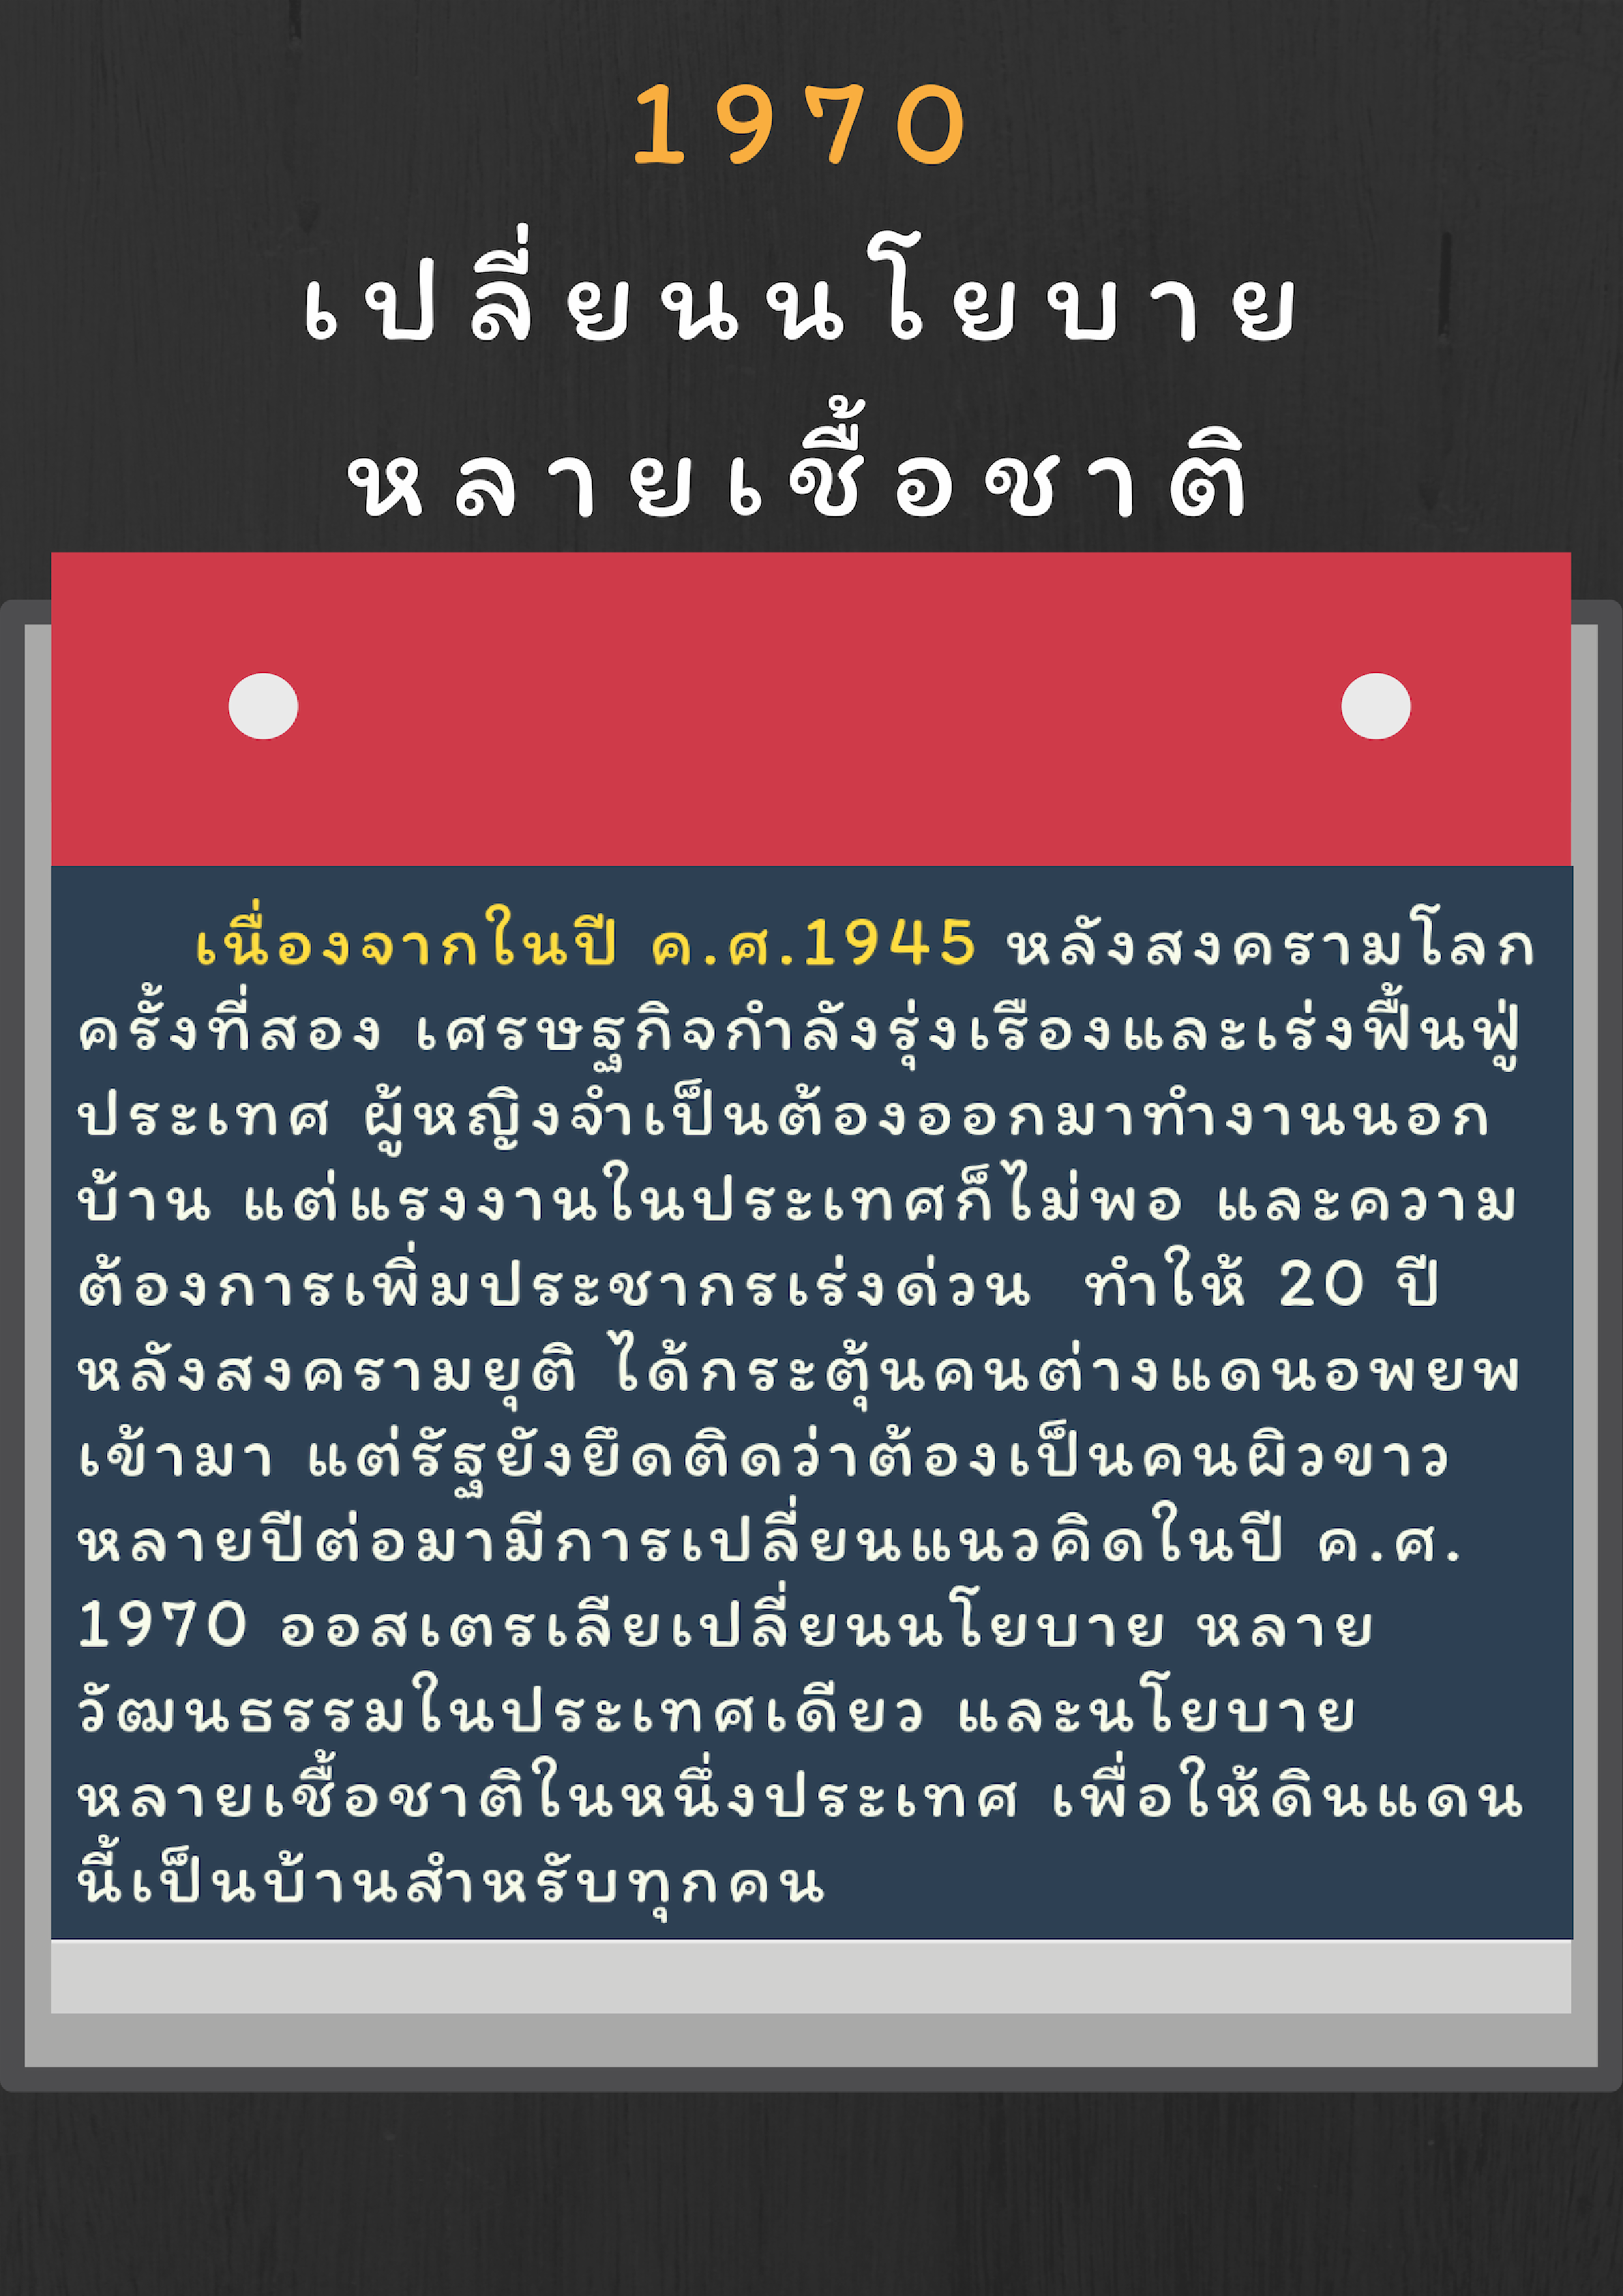 1970
เปลี่ยนนโยบาย
หลายเชื้อชาติ
เนื่องจากในปี ค.ศ.1945 หลังสงครามโลก
ครั้งที่สอง เศรษฐกิจกำลังรุ่งเรืองและเร่งฟื้นฟู่
ประเทศ ผู้หญิงจำเป็นต้องออกมาทำงานนอก
บ้าน แต่แรงงานในประเทศก็ไม่พอ และความ
ต้องการเพิ่มประชากรเร่งด่วน  ทำให้ 20 ปี
หลังสงครามยุติ ได้กระตุ้นคนต่างแดนอพยพ
เข้ามา แต่รัฐยังยึดติดว่าต้องเป็นคนผิวขาว
หลายปีต่อมามีการเปลี่ยนแนวคิดในปี ค.ศ.
1970 ออสเตรเลียเปลี่ยนนโยบาย หลาย
วัฒนธรรมในประเทศเดียว และนโยบาย
หลายเชื้อชาติในหนึ่งประเทศ เพื่อให้ดินแดน
นี้เป็นบ้านสำหรับทุกคน